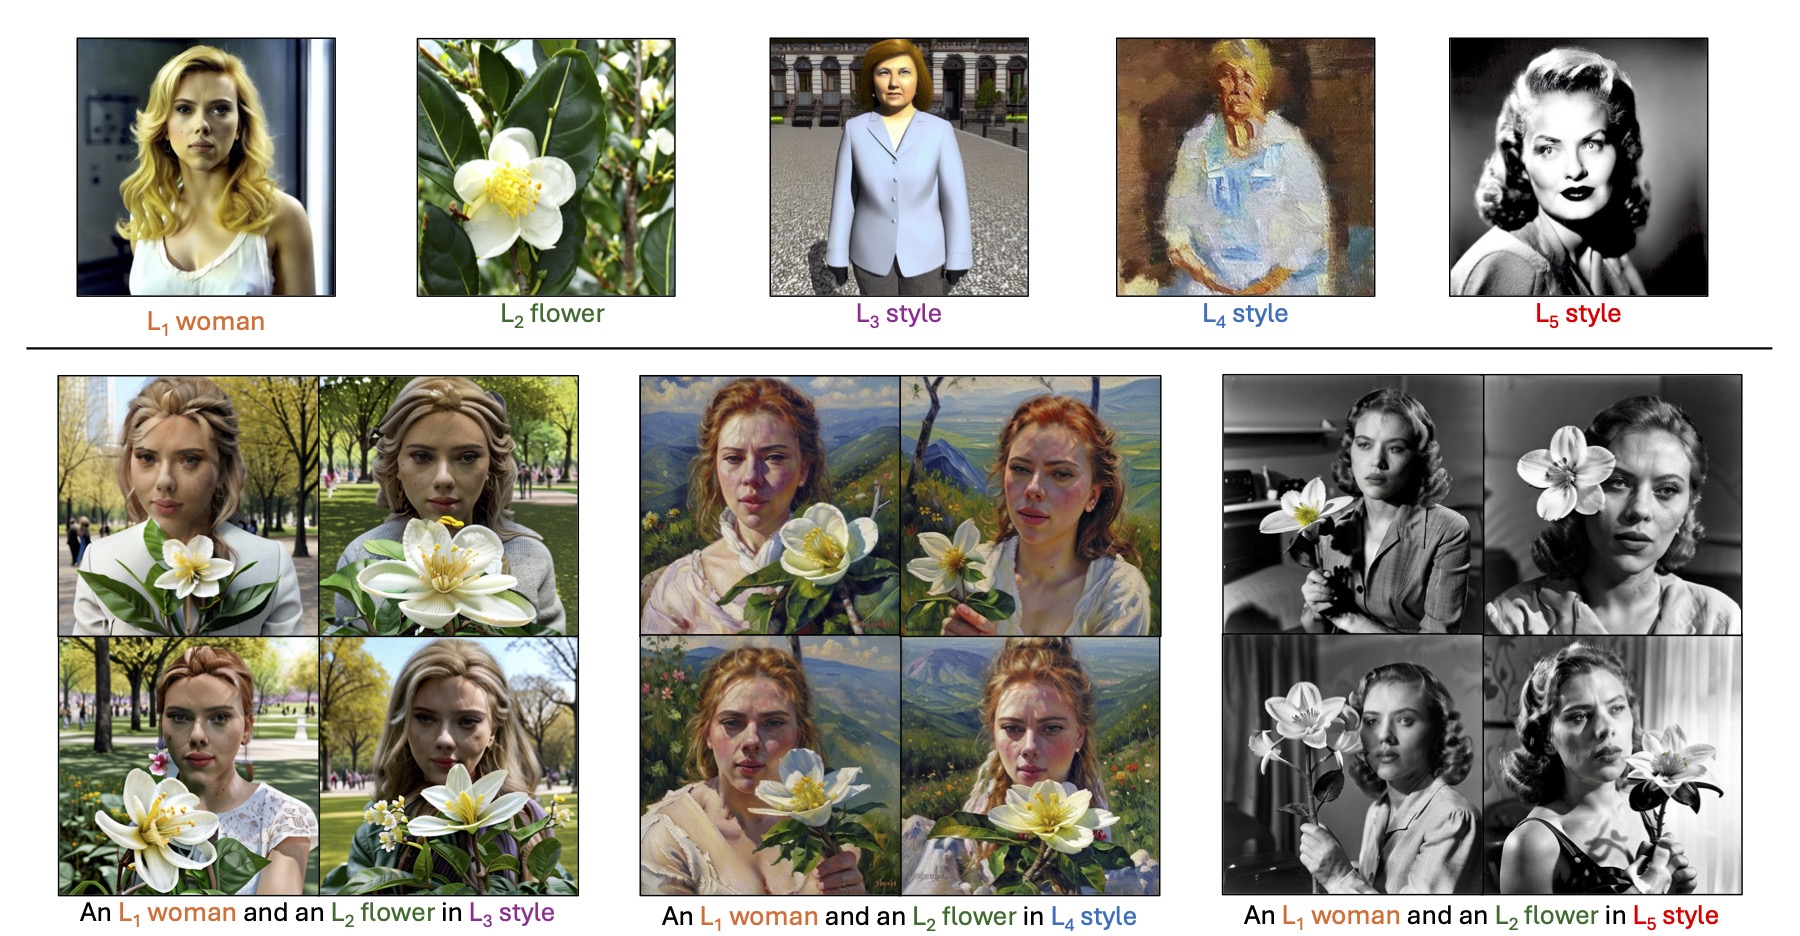 L₁ woman
L₂ flower
L₃ style
L₄ style
L₅ style
An L₁ woman and an L₂ flower in L₃ style
An L₁ woman and an L₂ flower in L₄ style
An L₁ woman and an L₂ flower in L₅ style